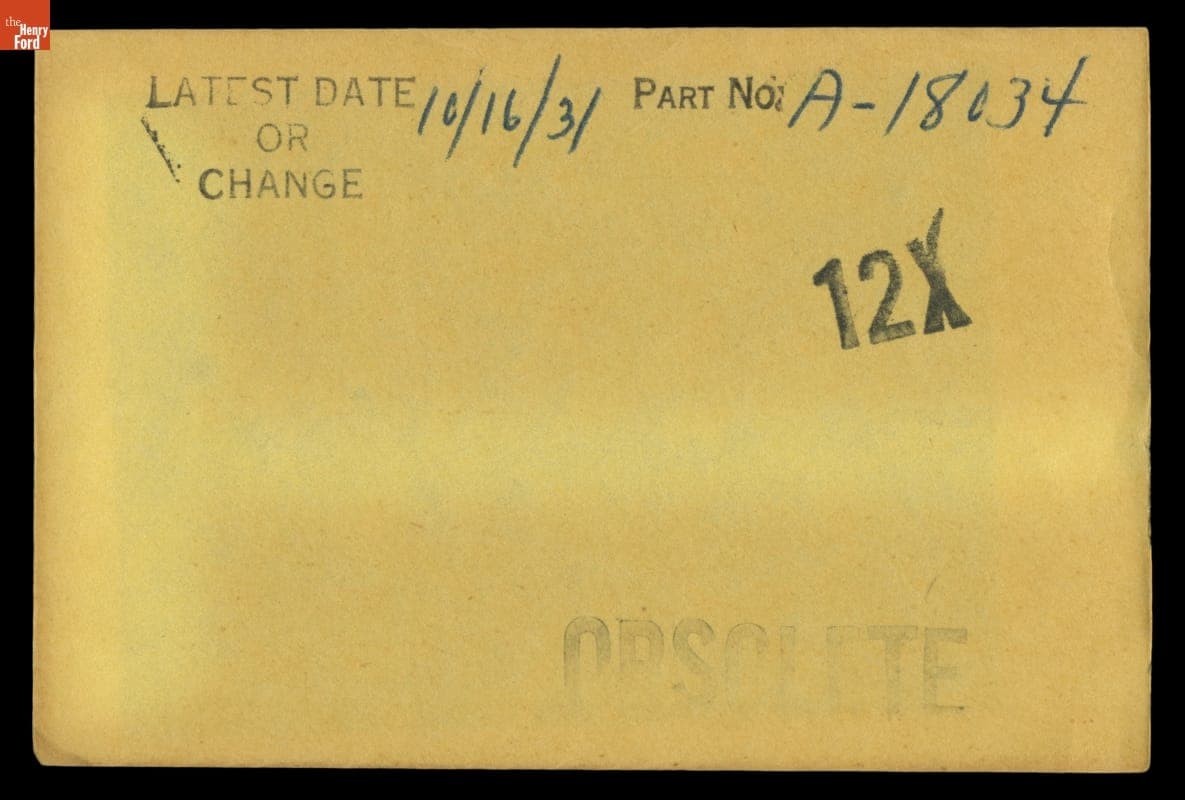 the
Henry
Ford
LATEST DATE 10/16/31 PART NO: A-18034
OR
CHANGE
12X
OBSOLETE